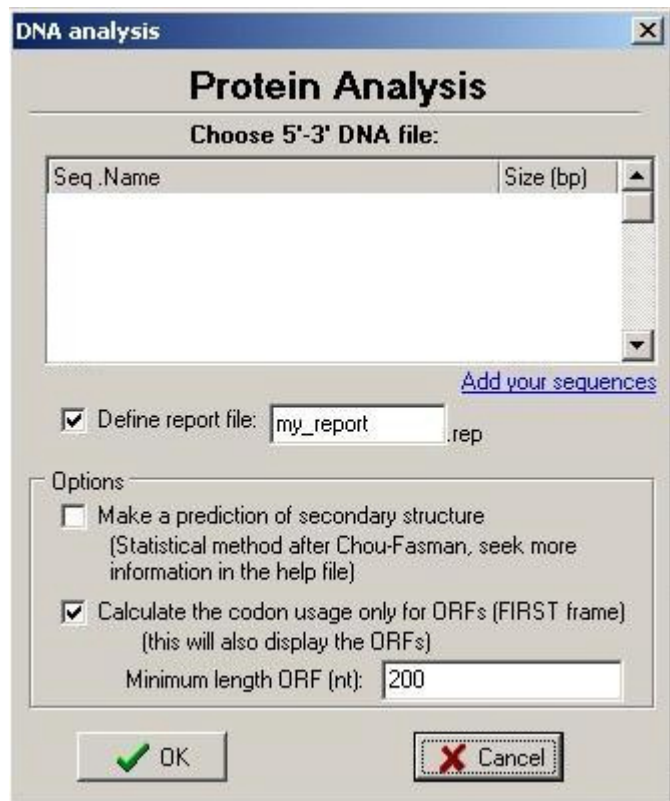 DNA analysis
Protein Analysis
Choose 5'-3' DNA file:
Seq .Name Size (bp)
Add your sequences
Define report file: my_report .rep
Options
Make a prediction of secondary structure
(Statistical method after Chou-Fasman, seek more
information in the help file)
Calculate the codon usage only for ORFs (FIRST frame)
(this will also display the ORFs)
Minimum length ORF (nt): 200
OK Cancel